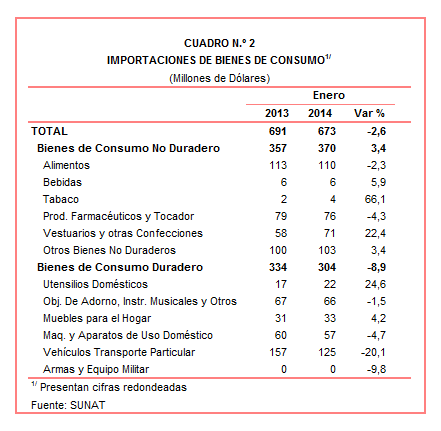 CUADRO N.º 2
IMPORTACIONES DE BIENES DE CONSUMO1/
(Millones de Dólares)
Enero
2013 2014 Var %
TOTAL 691 673 -2,6
Bienes de Consumo No Duradero 357 370 3,4
Alimentos 113 110 -2,3
Bebidas 6 6 5,9
Tabaco 2 4 66,1
Prod. Farmacéuticos y Tocador 79 76 -4,3
Vestuarios y otras Confecciones 58 71 22,4
Otros Bienes No Duraderos 100 103 3,4
Bienes de Consumo Duradero 334 304 -8,9
Utensilios Domésticos 17 22 24,6
Obj. De Adorno, Instr. Musicales y Otros 67 66 -1,5
Muebles para el Hogar 31 33 4,2
Maq. y Aparatos de Uso Doméstico 60 57 -4,7
Vehículos Transporte Particular 157 125 -20,1
Armas y Equipo Militar 0 0 -9,8
1/ Presentan cifras redondeadas
Fuente: SUNAT